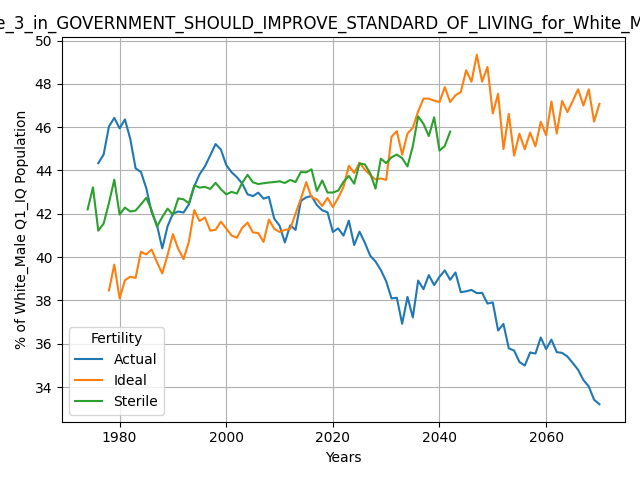 e_3_in_GOVERNMENT_SHOULD_IMPROVE_STANDARD_OF_LIVING_for_White_M
50
48
46
44
42
40
38
36
34
% of White_Male Q1_IQ Population
Fertility
Actual
Ideal
Sterile
1980
2000
2020
2040
2060
Years